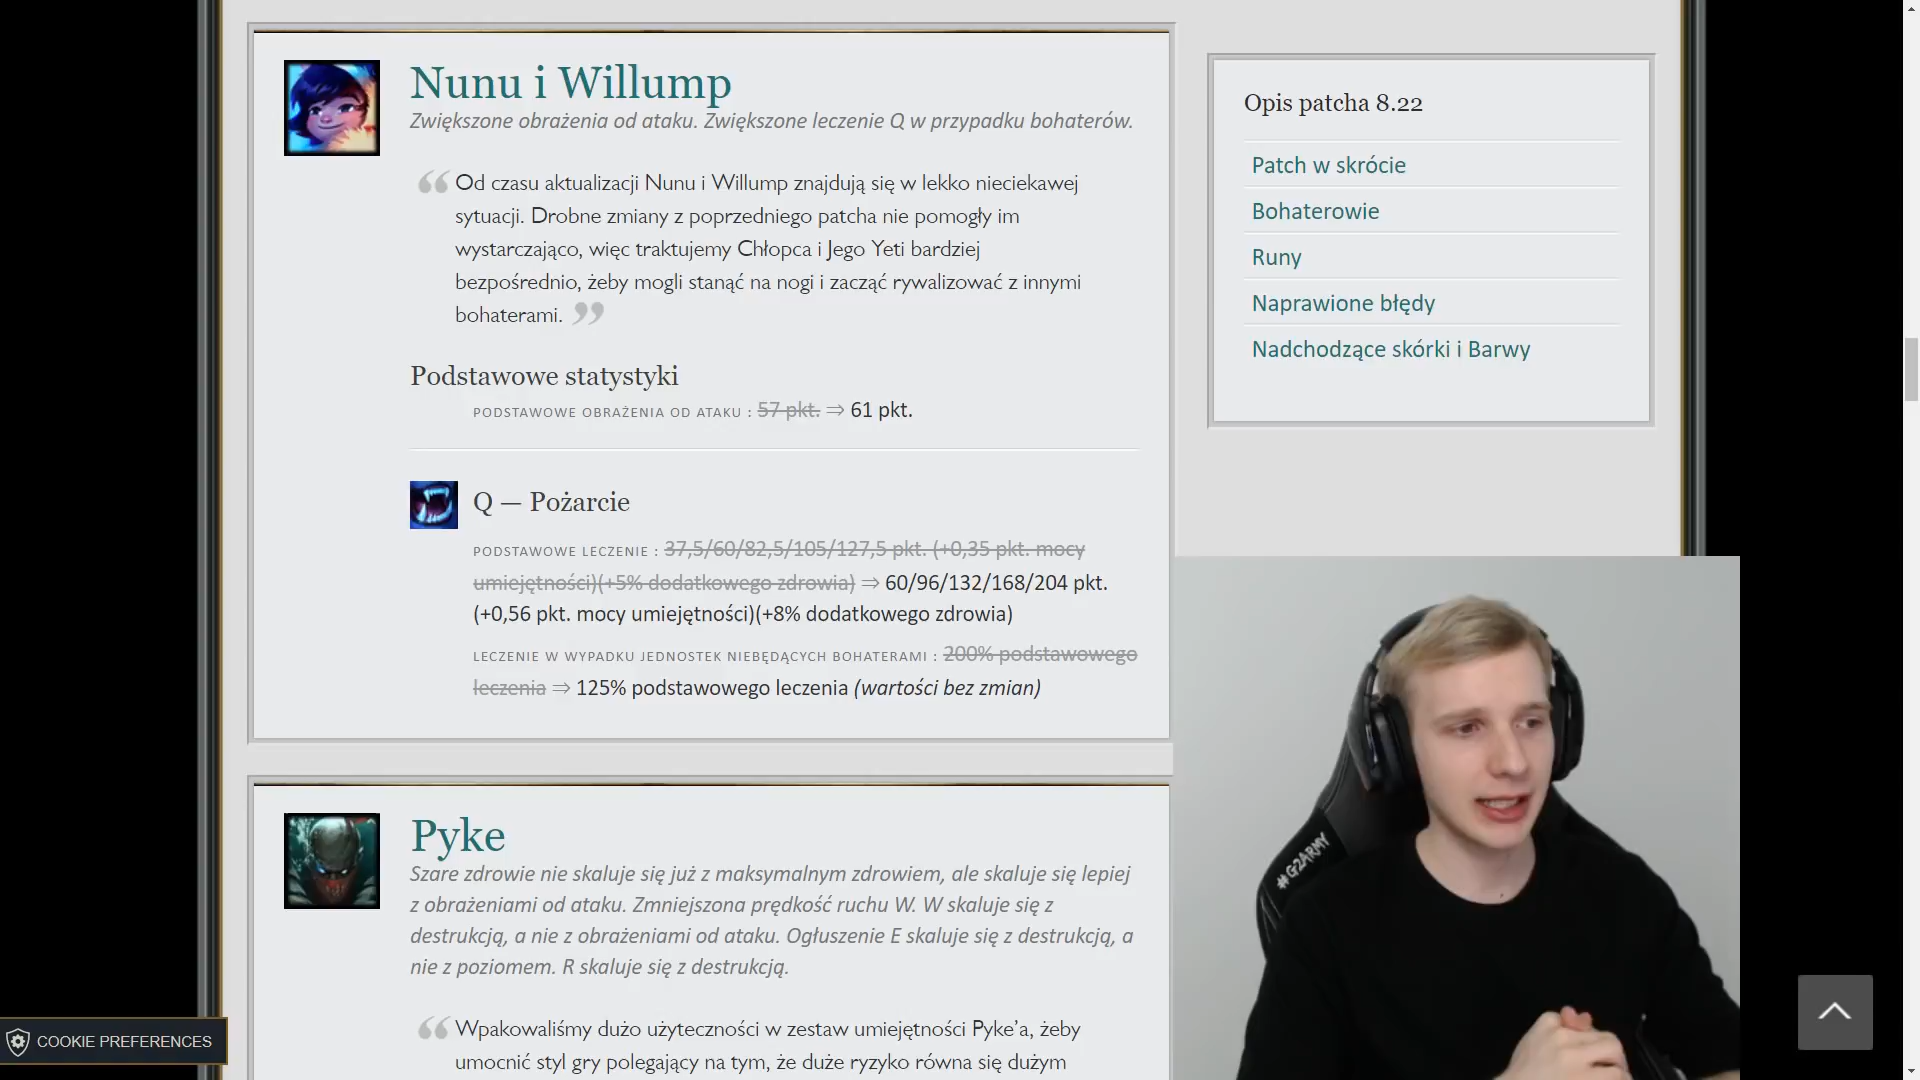 Nunu i Willump
Zwiększone obrażenia od ataku. Zwiększone leczenie Q w przypadku bohaterów.
“ Od czasu aktualizacji Nunu i Willump znajdują się w lekko nieciekawej
sytuacji. Drobne zmiany z poprzedniego patcha nie pomogły im
wystarczająco, więc traktujemy Chłopca i Jego Yeti bardziej
bezpośrednio, żeby mogli stanąć na nogi i zacząć rywalizować z innymi
bohaterami. ”
Podstawowe statystyki
PODSTAWOWE OBRAŻENIA OD ATAKU : 57 pkt. ⇒ 61 pkt.
Q — Pożarcie
PODSTAWOWE LECZENIE : 37,5/60/82,5/105/127,5 pkt. (+0,35 pkt. mocy
umiejętności)(+5% dodatkowego zdrowia) ⇒ 60/96/132/168/204 pkt.
(+0,56 pkt. mocy umiejętności)(+8% dodatkowego zdrowia)
LECZENIE W WYPADKU JEDNOSTEK NIEBĘDĄCYCH BOHATERAMI : 200% podstawowego
leczenia ⇒ 125% podstawowego leczenia (wartości bez zmian)
Pyke
Szare zdrowie nie skaluje się już z maksymalnym zdrowiem, ale skaluje się lepiej
z obrażeniami od ataku. Zmniejszona prędkość ruchu W. W skaluje się z
destrukcją, a nie z obrażeniami od ataku. Ogłuszenie E skaluje się z destrukcją, a
nie z poziomem. R skaluje się z destrukcją.
“ Wpakowaliśmy dużo użyteczności w zestaw umiejętności Pyke’a, żeby
umocnić styl gry polegający na tym, że duże ryzyko równa się dużym
Opis patcha 8.22
Patch w skrócie
Bohaterowie
Runy
Naprawione błędy
Nadchodzące skórki i Barwy
#G2ARMY
COOKIE PREFERENCES